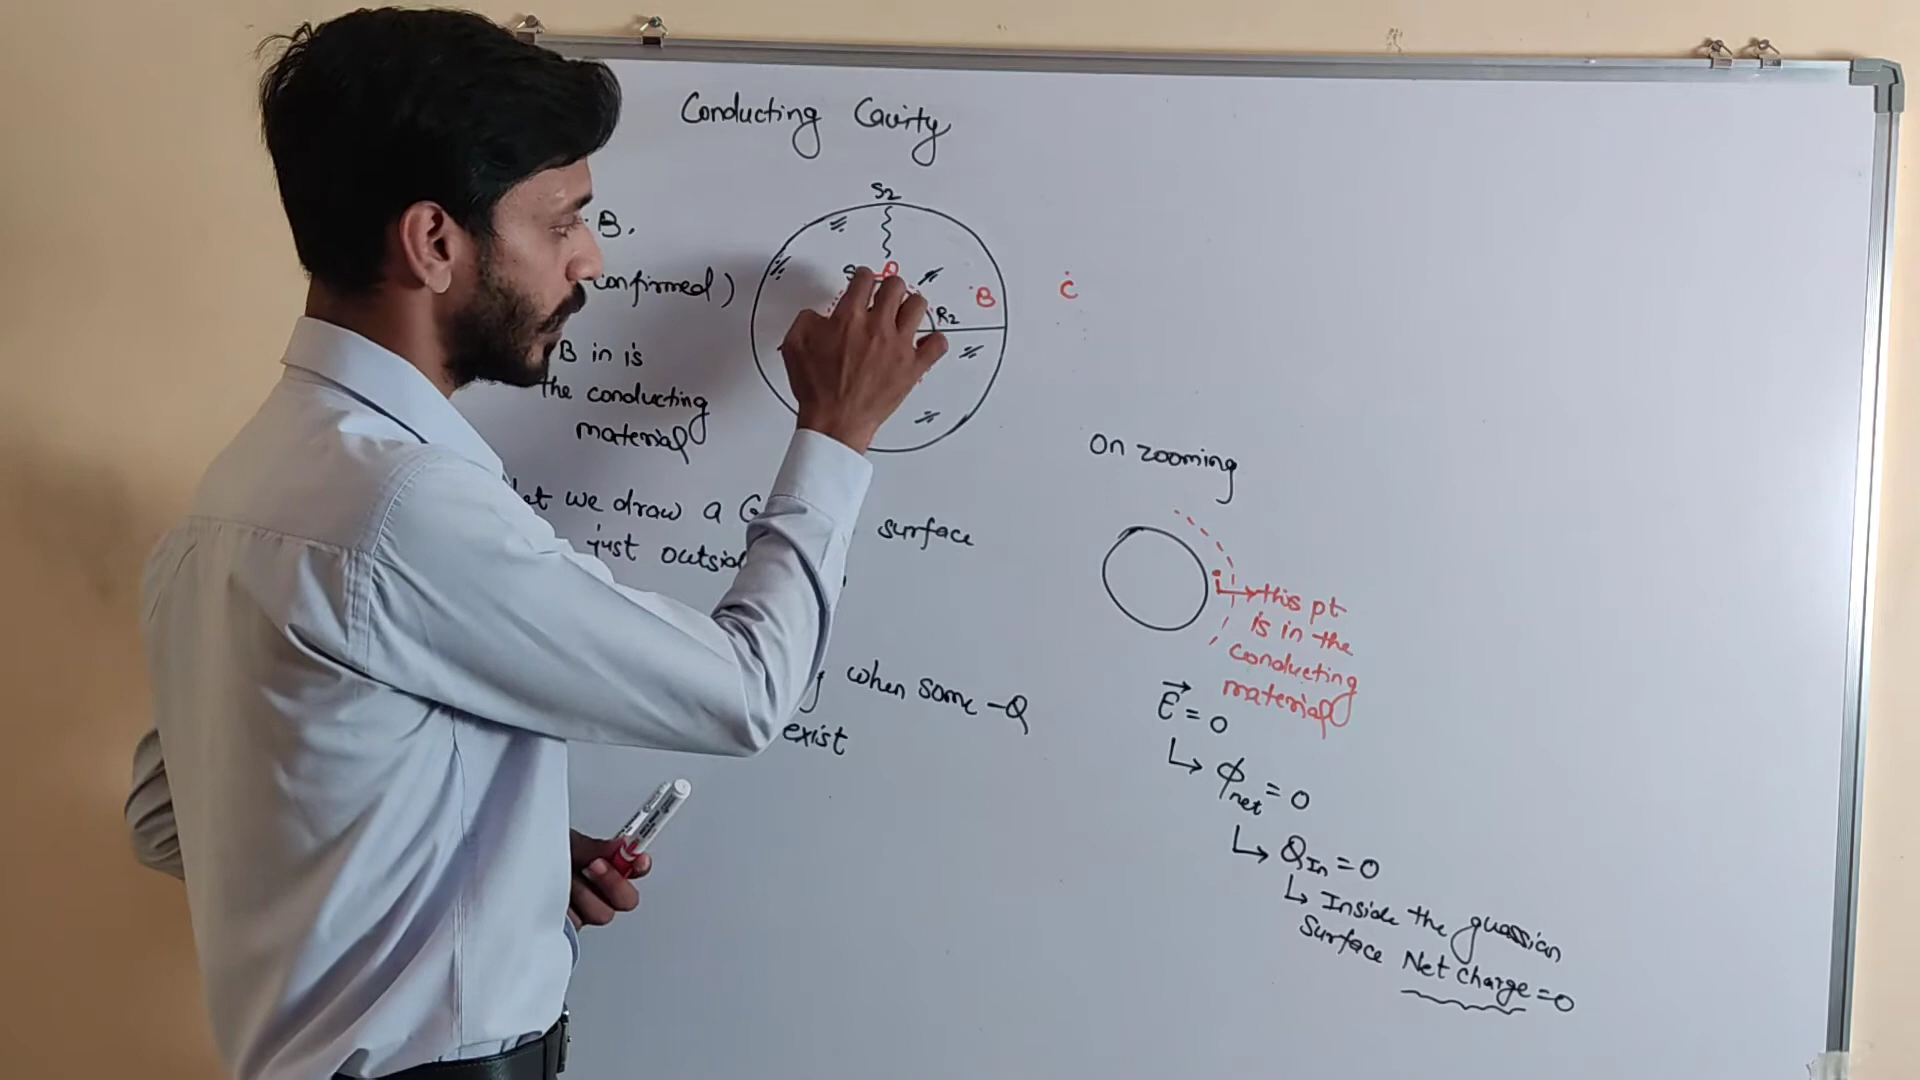 Conducting Cavity
S2
B.
confirmed)
S
B
C
R2
B in is
the conducting
material
let we draw a G surface
just outsid
when some -Q
exist
On zooming
this pt
is in the
conducting
material
E = 0
↳ ϕnet = 0
↳ QIn = 0
↳ Inside the guassian
Surface Net charge = 0